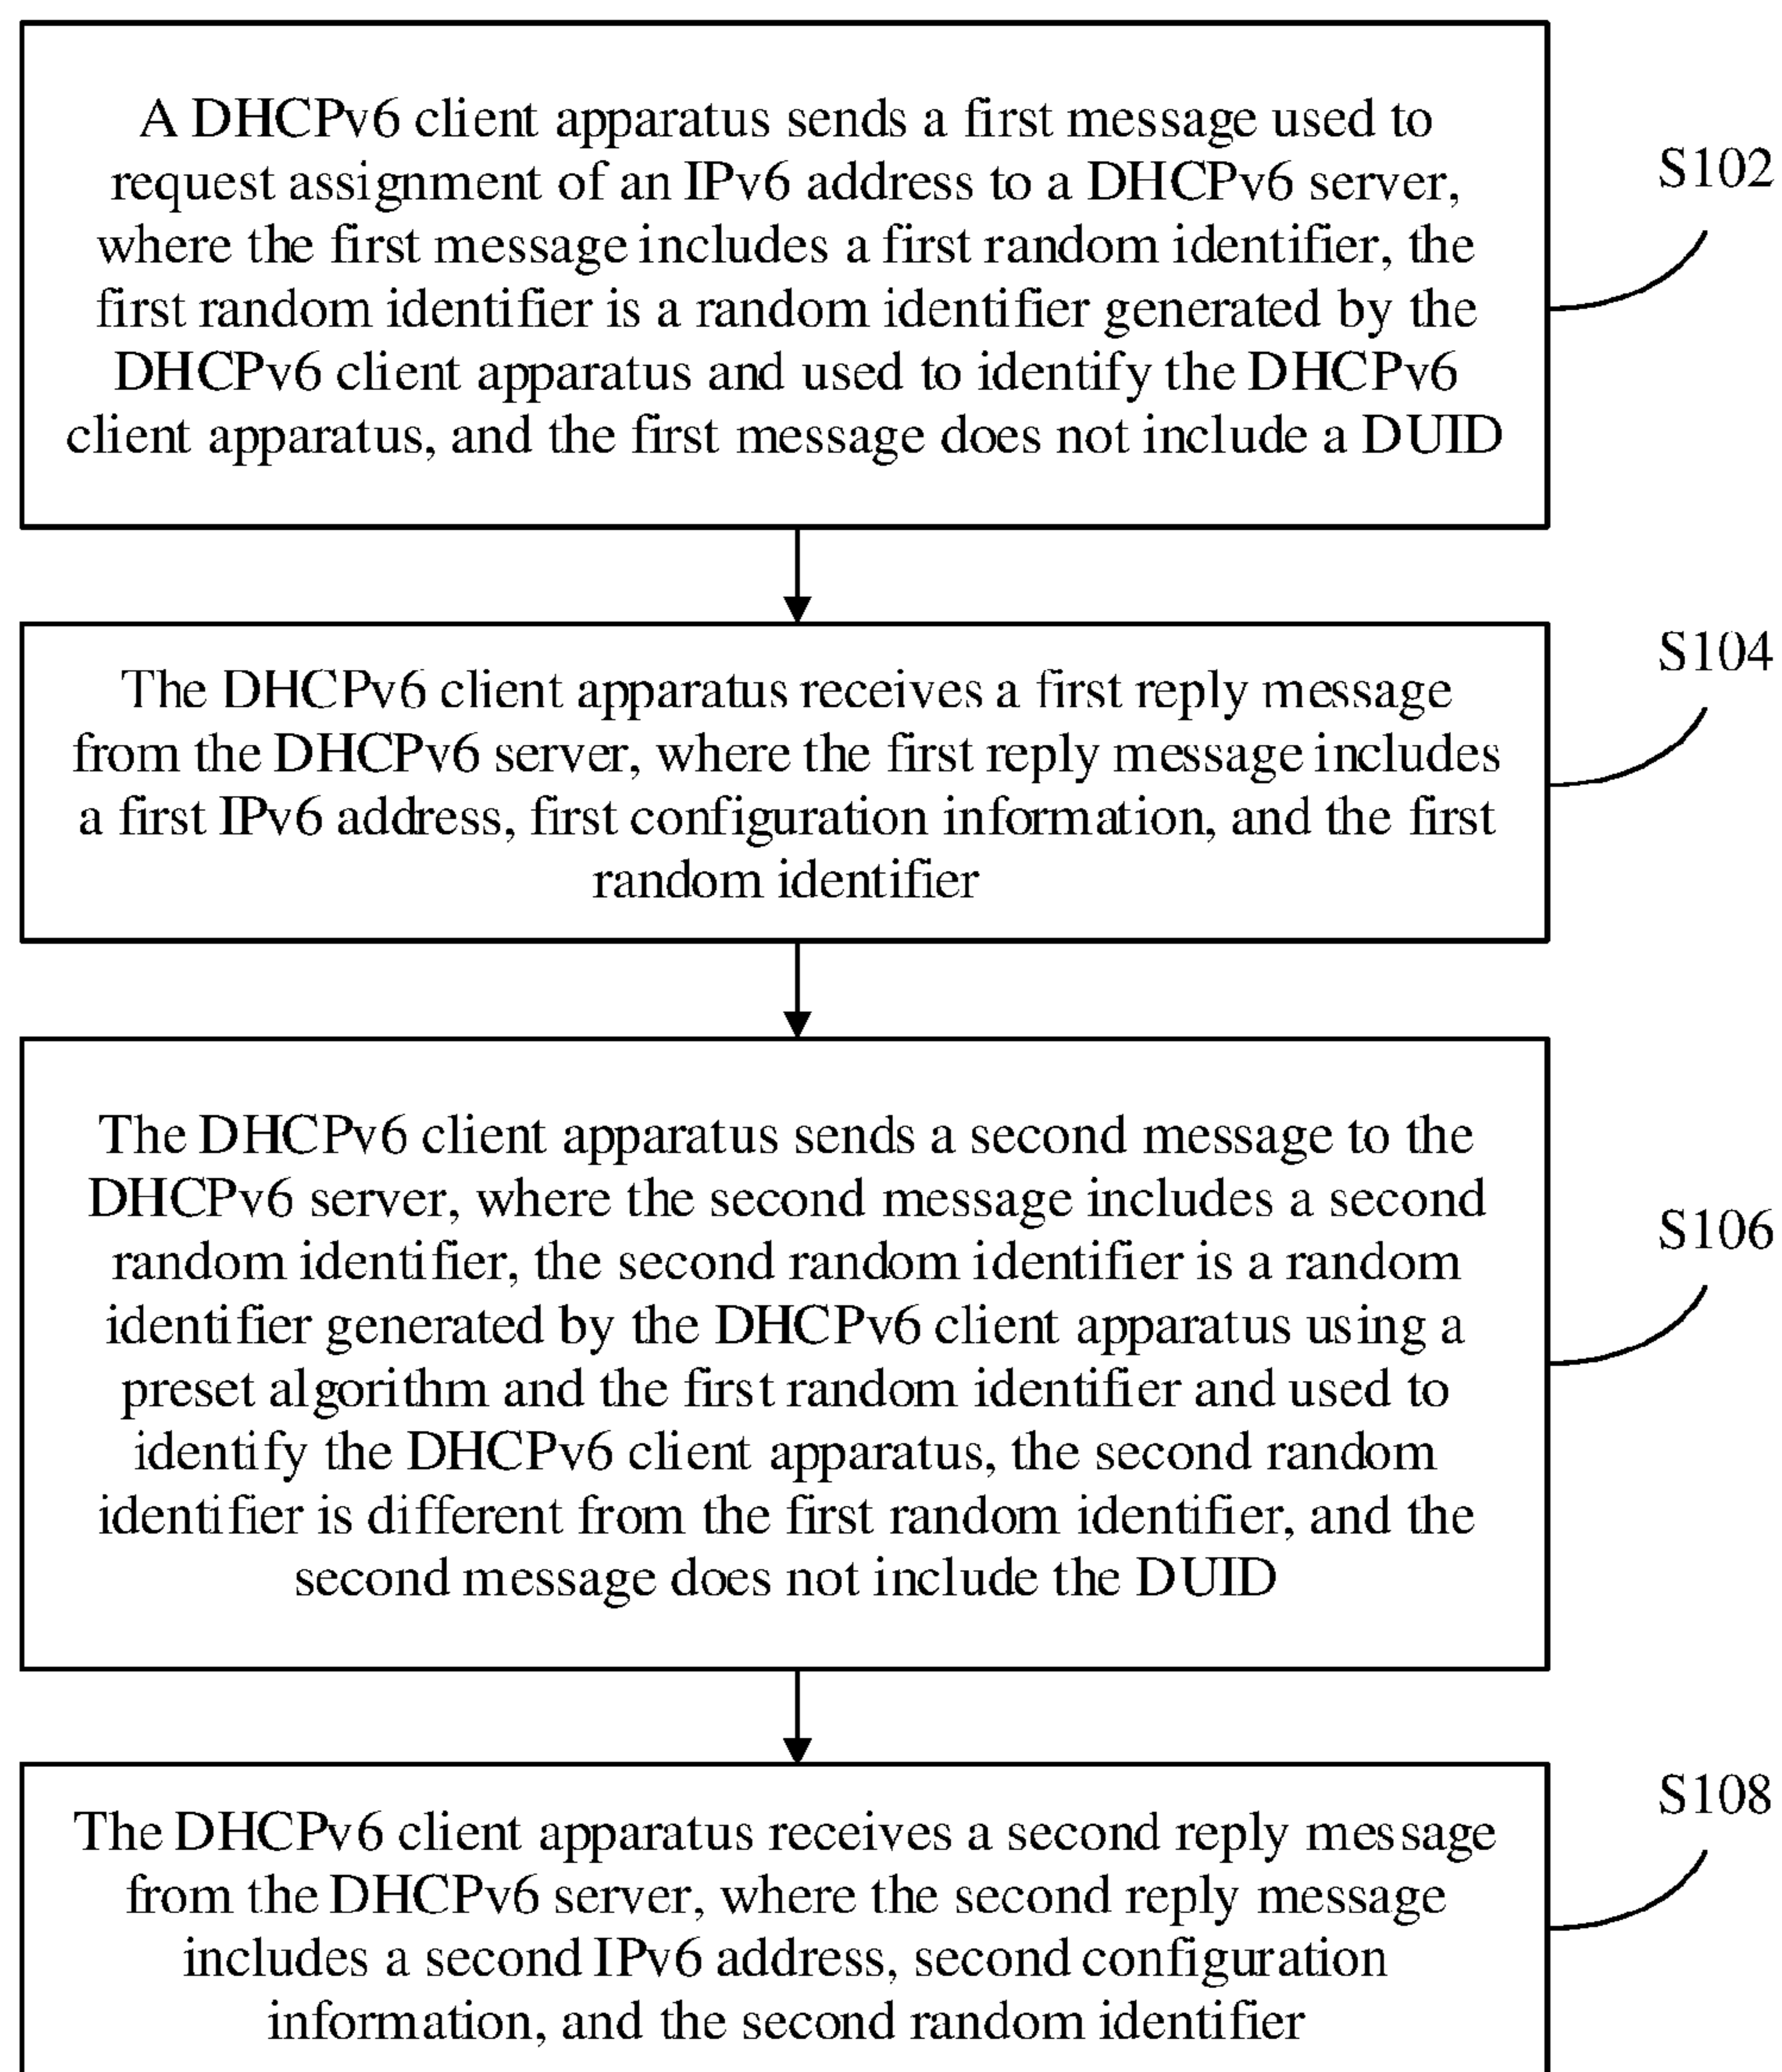 A DHCPv6 client apparatus sends a first message used to
request assignment of an IPv6 address to a DHCPv6 server,
where the first message includes a first random identifier, the
first random identifier is a random identifier generated by the
DHCPv6 client apparatus and used to identify the DHCPv6
client apparatus, and the first message does not include a DUID
S102
The DHCPv6 client apparatus receives a first reply message
from the DHCPv6 server, where the first reply message includes
a first IPv6 address, first configuration information, and the first
random identifier
S104
The DHCPv6 client apparatus sends a second message to the
DHCPv6 server, where the second message includes a second
random identifier, the second random identifier is a random
identifier generated by the DHCPv6 client apparatus using a
preset algorithm and the first random identifier and used to
identify the DHCPv6 client apparatus, the second random
identifier is different from the first random identifier, and the
second message does not include the DUID
S106
The DHCPv6 client apparatus receives a second reply message
from the DHCPv6 server, where the second reply message
includes a second IPv6 address, second configuration
information, and the second random identifier
S108